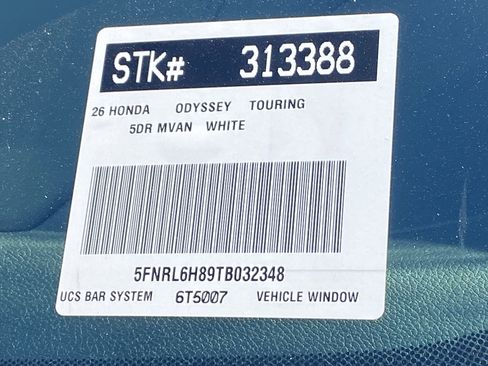 STK# 313388
26 HONDA ODYSSEY TOURING
5DR MVAN WHITE
5FNRL6H89TB032348
UCS BAR SYSTEM 6T5007 VEHICLE WINDOW